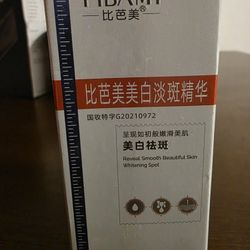 比芭美®
比芭美美白淡斑精华
国妆特字G20210972
呈现如初般嫩滑美肌
美白祛斑
Reveal Smooth Beautiful Skin
Whitening Spot